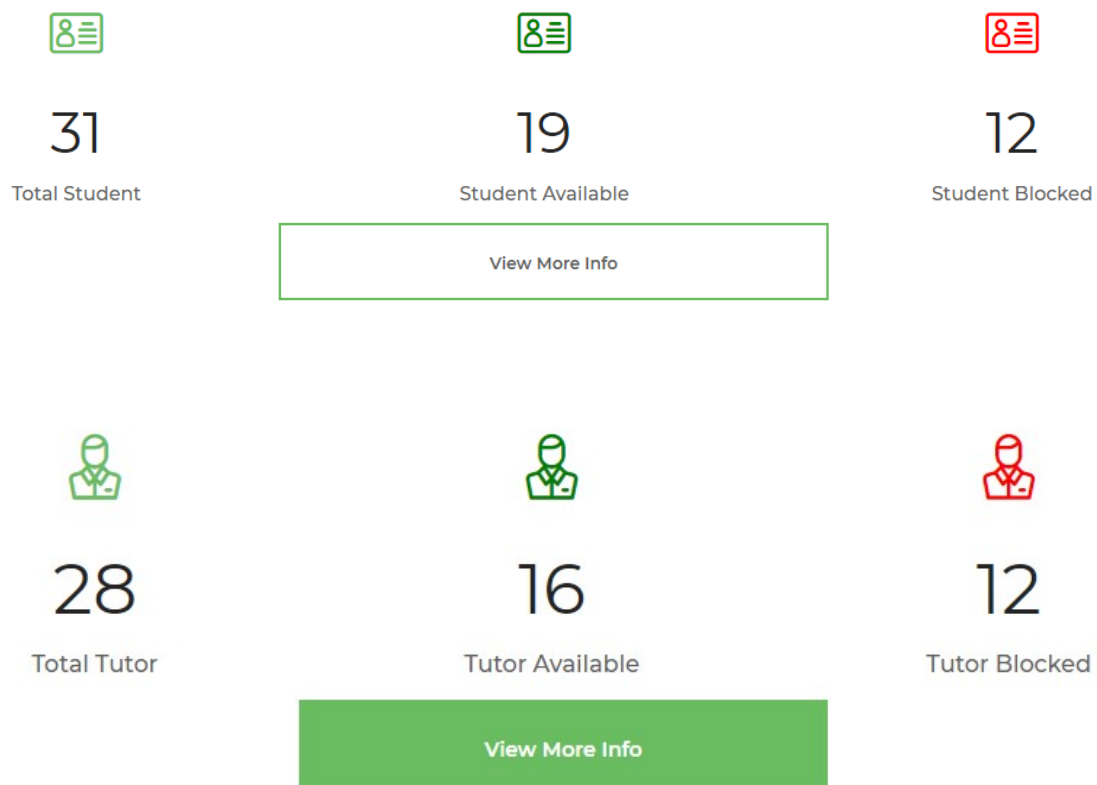 31 19 12
Total Student Student Available Student Blocked
View More Info
28 16 12
Total Tutor Tutor Available Tutor Blocked
View More Info